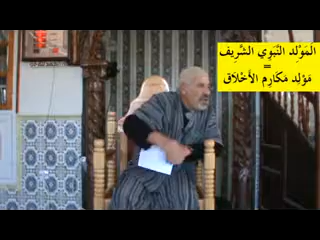 المَوْلِد النَّبَوِي الشَّرِيف
=
مَوْلِد مَكَارِم الأَخْلَاق